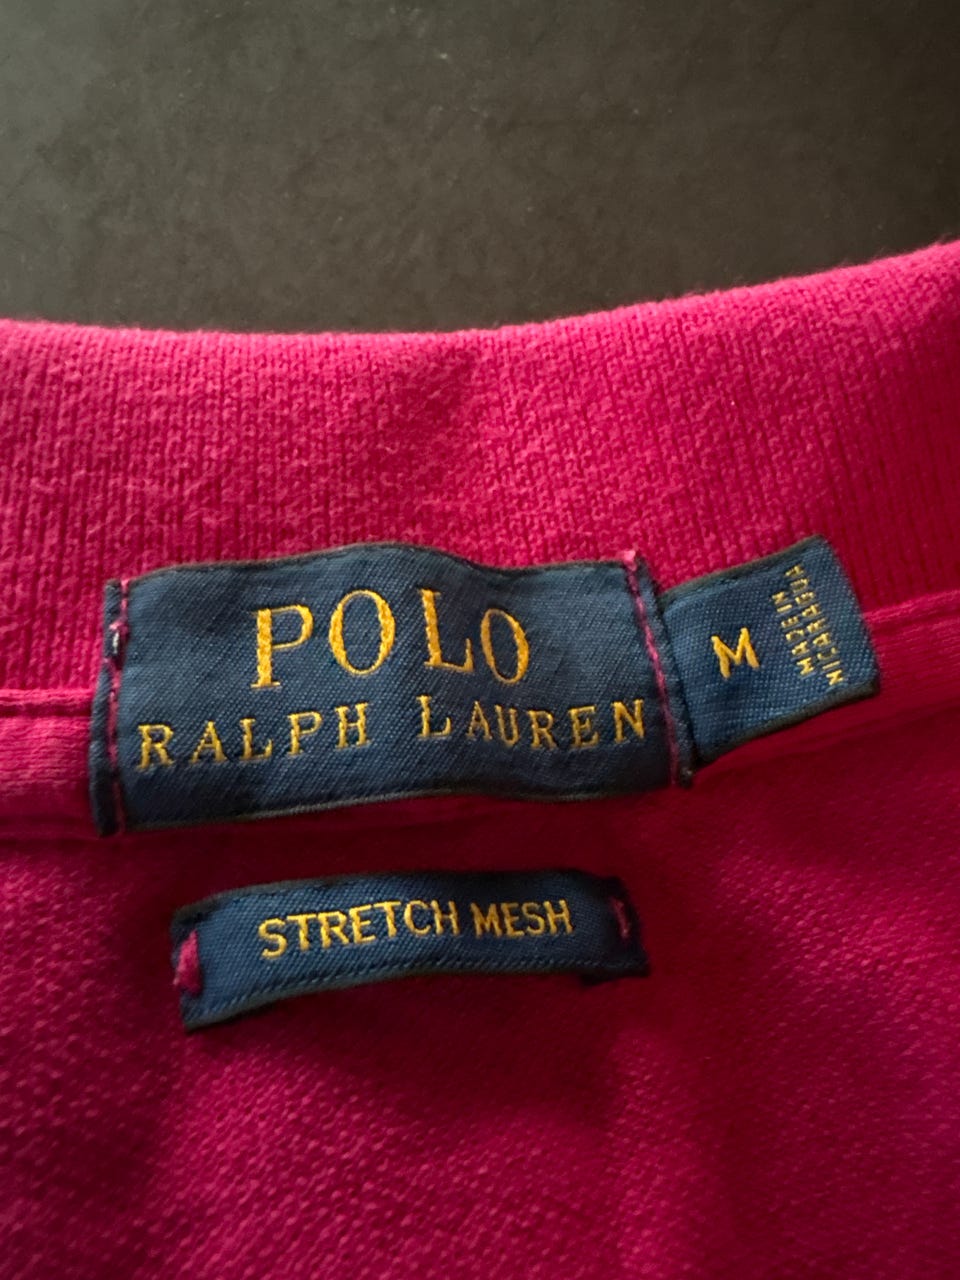 POLO
RALPH LAUREN
M
MADE IN
NICARAGUA
STRETCH MESH